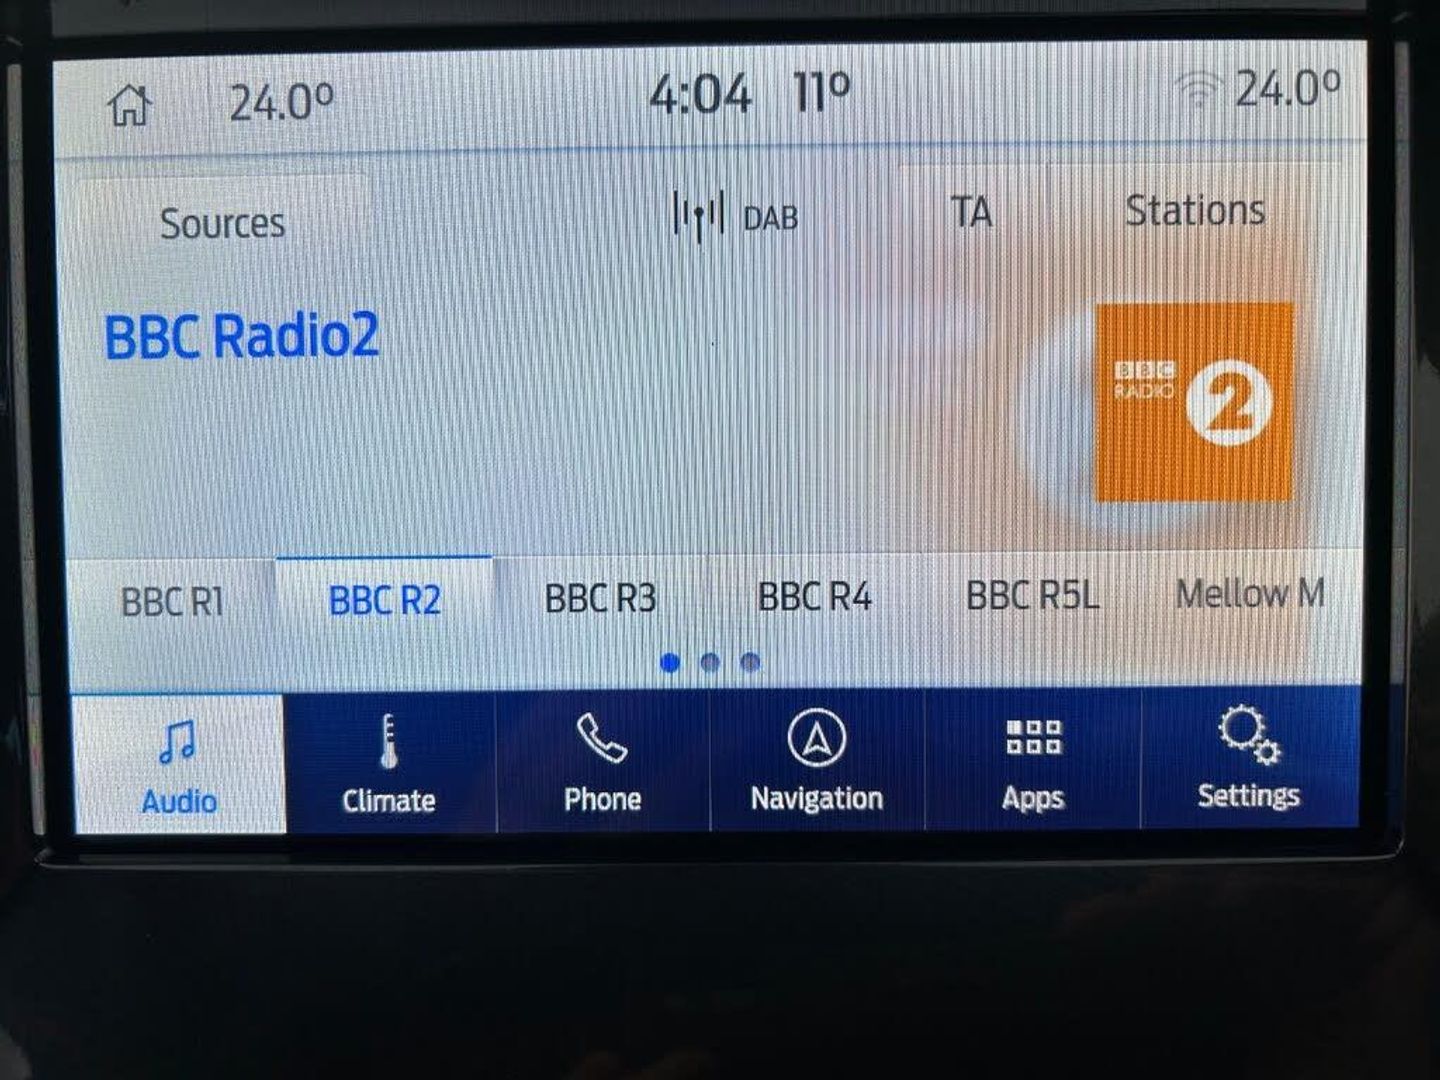 24.0° 4:04 11° 24.0°
Sources DAB TA Stations
BBC Radio2
BBC
RADIO 2
BBC R1 BBC R2 BBC R3 BBC R4 BBC R5L Mellow M
Audio Climate Phone Navigation Apps Settings